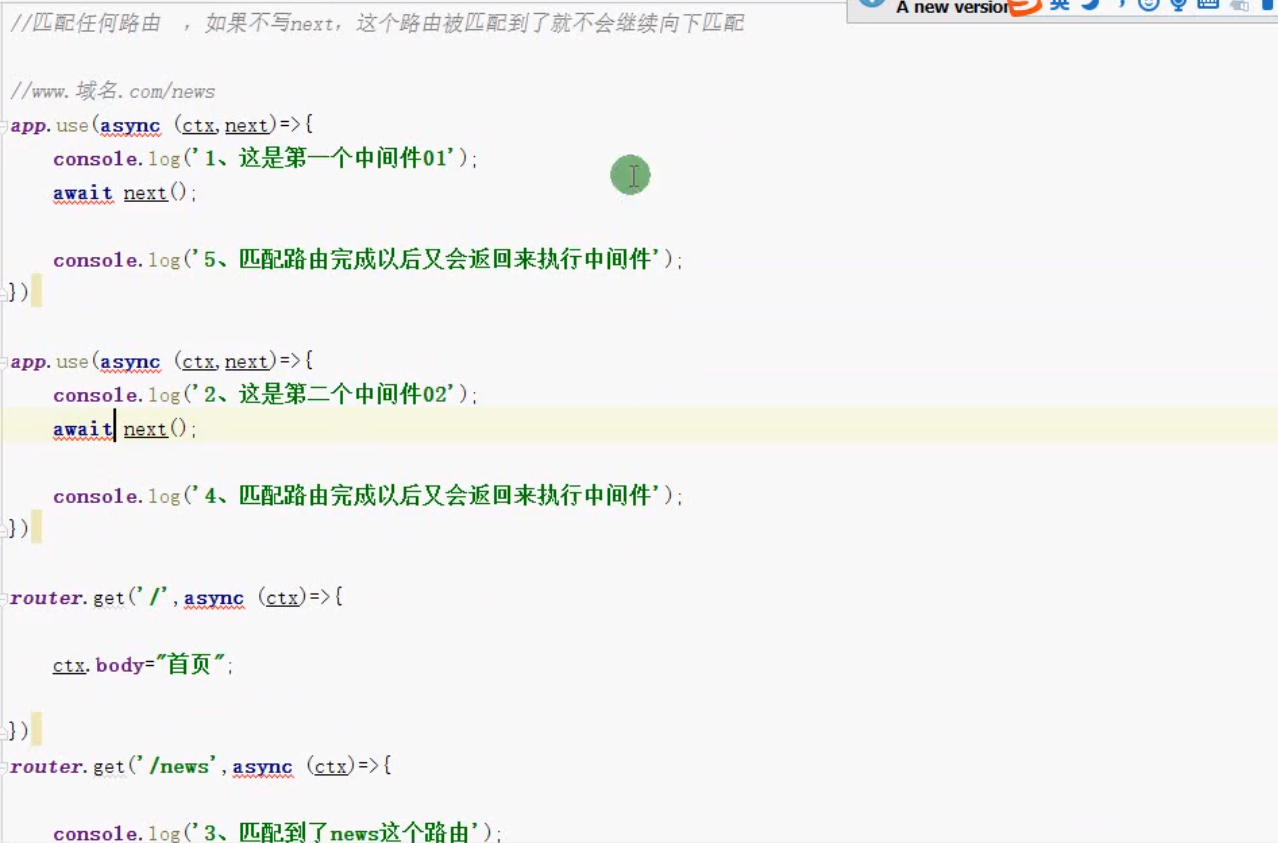 A new version
英
//匹配任何路由 ，如果不写next，这个路由被匹配到了就不会继续向下匹配
//www.域名.com/news
app.use(async (ctx,next)=>{
console.log('1、这是第一个中间件01');
await next();
console.log('5、匹配路由完成以后又会返回来执行中间件');
})
app.use(async (ctx,next)=>{
console.log('2、这是第二个中间件02');
await next();
console.log('4、匹配路由完成以后又会返回来执行中间件');
})
router.get('/',async (ctx)=>{
ctx.body="首页";
})
router.get('/news',async (ctx)=>{
console.log('3、匹配到了news这个路由');